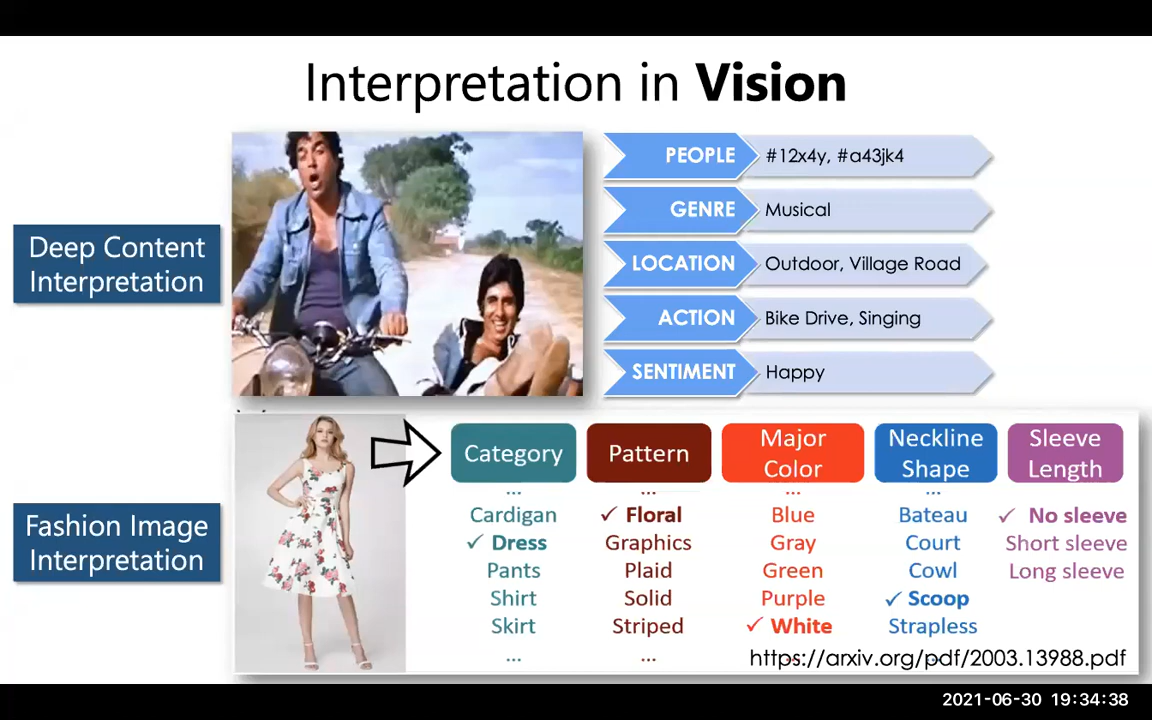 Interpretation in Vision
Deep Content
Interpretation
PEOPLE #12x4y, #a43jk4
GENRE Musical
LOCATION Outdoor, Village Road
ACTION Bike Drive, Singing
SENTIMENT Happy
Fashion Image
Interpretation
Category
...
Cardigan
✓ Dress
Pants
Shirt
Skirt
...
Pattern
...
✓ Floral
Graphics
Plaid
Solid
Striped
...
Major
Color
...
Blue
Gray
Green
Purple
✓ White
...
Neckline
Shape
...
Bateau
Court
Cowl
✓ Scoop
Strapless
...
Sleeve
Length
✓ No sleeve
Short sleeve
Long sleeve
https://arxiv.org/pdf/2003.13988.pdf
2021-06-30 19:34:38